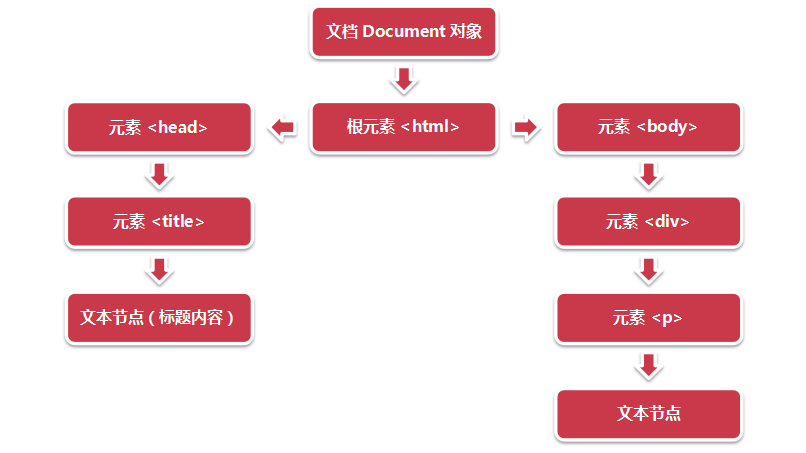 文档 Document 对象
元素 <head>
根元素 <html>
元素 <body>
元素 <title>
元素 <div>
文本节点（标题内容）
元素 <p>
文本节点